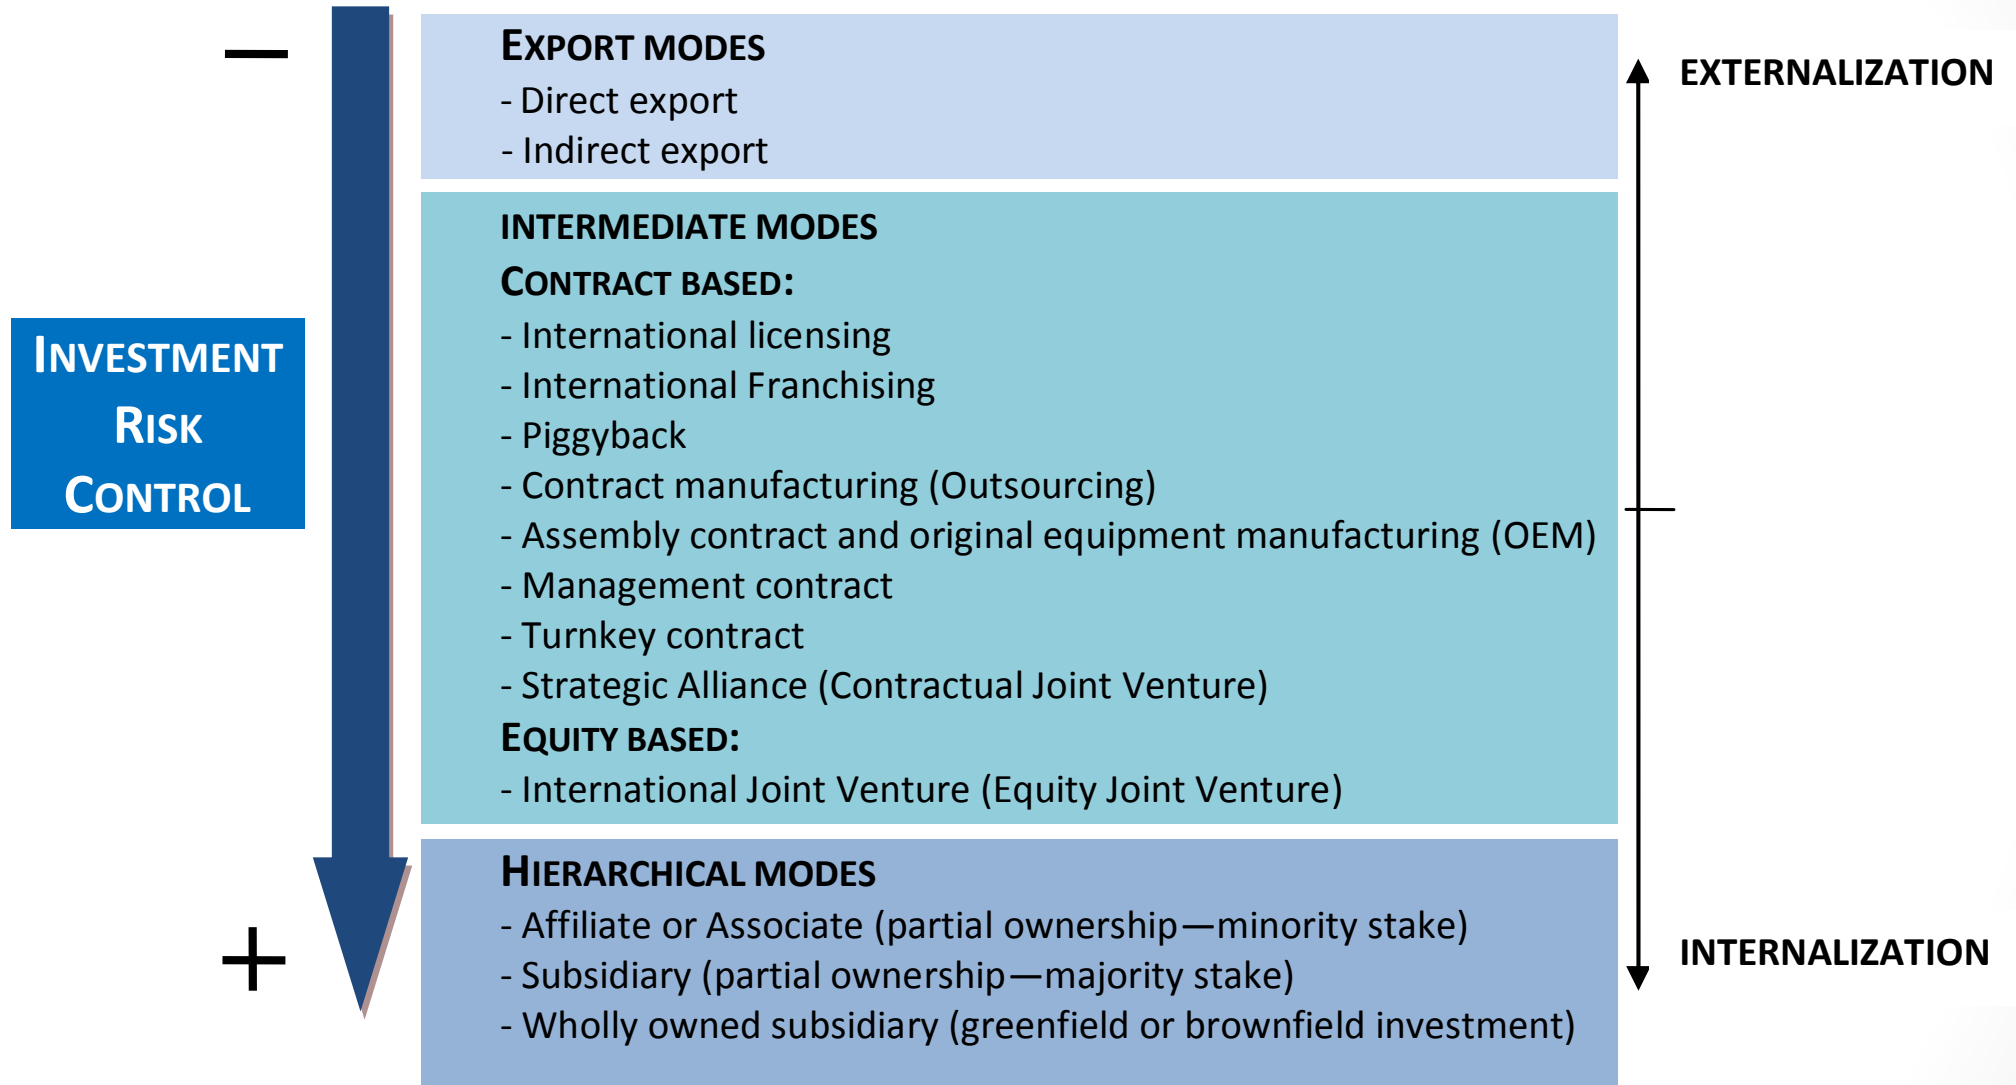 −
EXPORT MODES
- Direct export
- Indirect export
INTERMEDIATE MODES
CONTRACT BASED:
- International licensing
- International Franchising
- Piggyback
- Contract manufacturing (Outsourcing)
- Assembly contract and original equipment manufacturing (OEM)
- Management contract
- Turnkey contract
- Strategic Alliance (Contractual Joint Venture)
EQUITY BASED:
- International Joint Venture (Equity Joint Venture)
HIERARCHICAL MODES
- Affiliate or Associate (partial ownership—minority stake)
- Subsidiary (partial ownership—majority stake)
- Wholly owned subsidiary (greenfield or brownfield investment)
INVESTMENT
RISK
CONTROL
+
EXTERNALIZATION
INTERNALIZATION